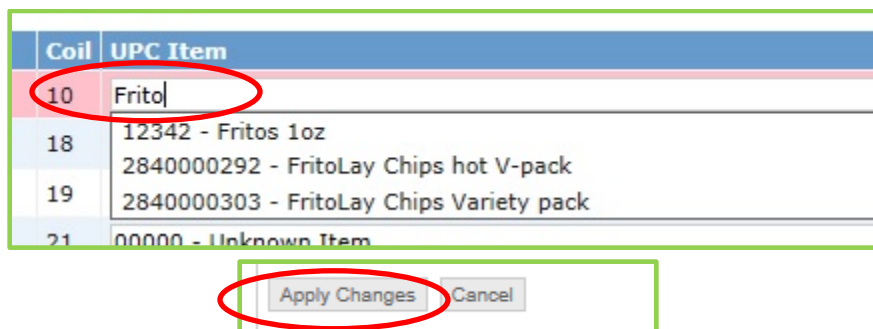 Coil UPC Item
10 Frito
12342 - Fritos 1oz
18
2840000292 - FritoLay Chips hot V-pack
19
2840000303 - FritoLay Chips Variety pack
21 00000 - Unknown Item
Apply Changes Cancel